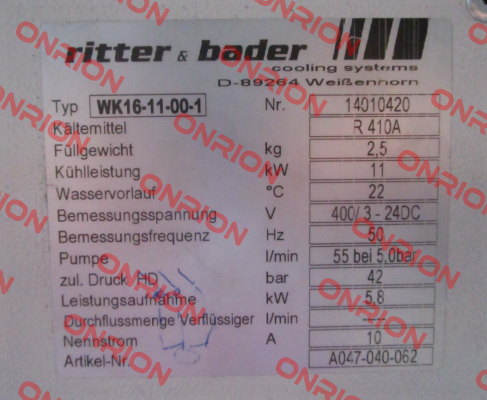 ritter & bader
cooling systems
D-89264 Weißenhorn
Typ WK16-11-00-1 Nr. 14010420
Kältemittel R 410A
Füllgewicht kg 2,5
Kühlleistung kW 11
Wasservorlauf °C 22
Bemessungsspannung V 400/ 3 - 24DC
Bemessungsfrequenz Hz 50
Pumpe l/min 55 bei 5,0bar
zul. Druck HD bar 42
Leistungsaufnahme kW 5,8
Durchflussmenge Verflüssiger l/min ----
Nennstrom A 10
Artikel-Nr. A047-040-062
ONRION